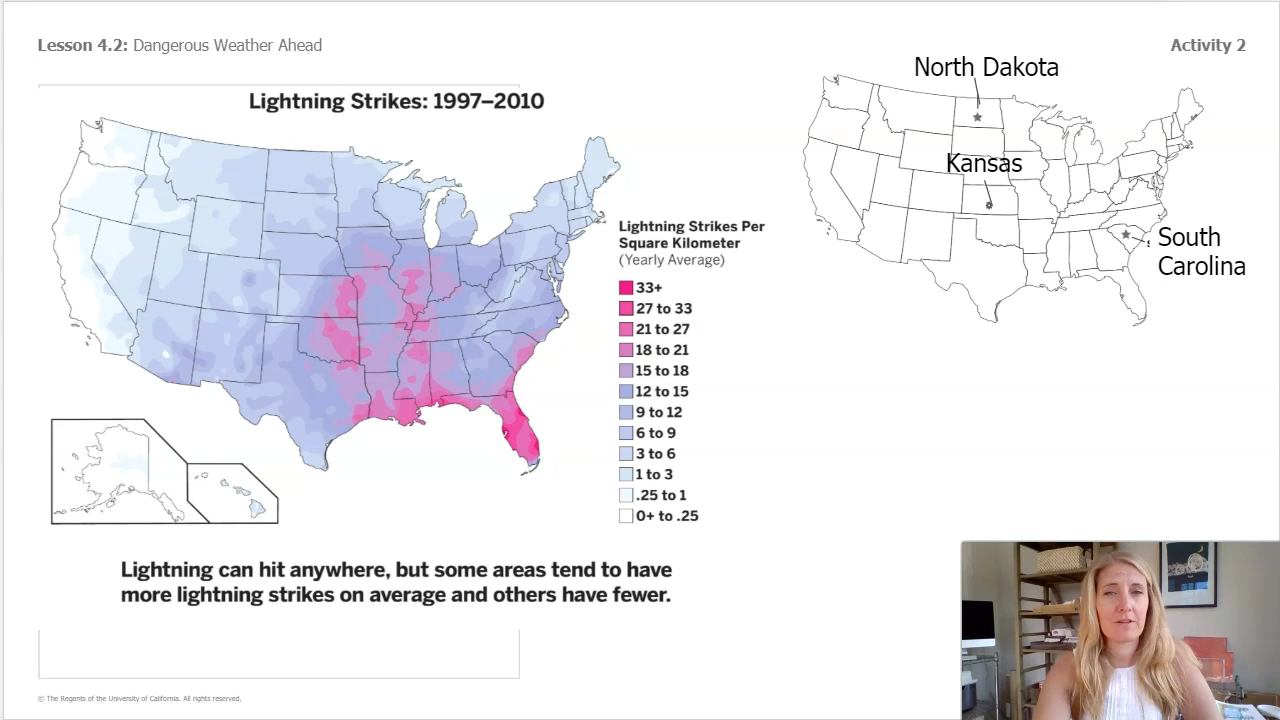 Lesson 4.2: Dangerous Weather Ahead
Activity 2
Lightning Strikes: 1997–2010
Lightning Strikes Per
Square Kilometer
(Yearly Average)
33+
27 to 33
21 to 27
18 to 21
15 to 18
12 to 15
9 to 12
6 to 9
3 to 6
1 to 3
.25 to 1
0+ to .25
North Dakota
Kansas
South
Carolina
Lightning can hit anywhere, but some areas tend to have
more lightning strikes on average and others have fewer.
© The Regents of the University of California. All rights reserved.